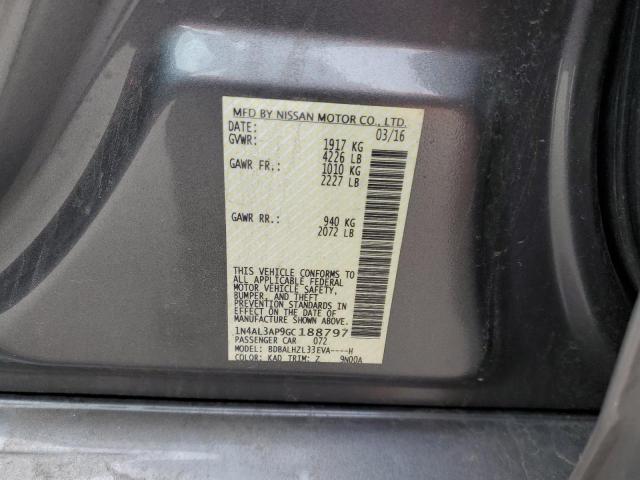 MFD BY NISSAN MOTOR CO., LTD.
DATE: 03/16
GVWR: 1917 KG
4226 LB
GAWR FR.: 1010 KG
2227 LB
GAWR RR.: 940 KG
2072 LB
THIS VEHICLE CONFORMS TO
ALL APPLICABLE FEDERAL
MOTOR VEHICLE SAFETY,
BUMPER, AND THEFT
PREVENTION STANDARDS IN
EFFECT ON THE DATE OF
MANUFACTURE SHOWN ABOVE.
1N4AL3AP9GC188797
PASSENGER CAR 072
MODEL: BDBALHZL33EVA----H
COLOR: KAD TRIM: Z 9N00A